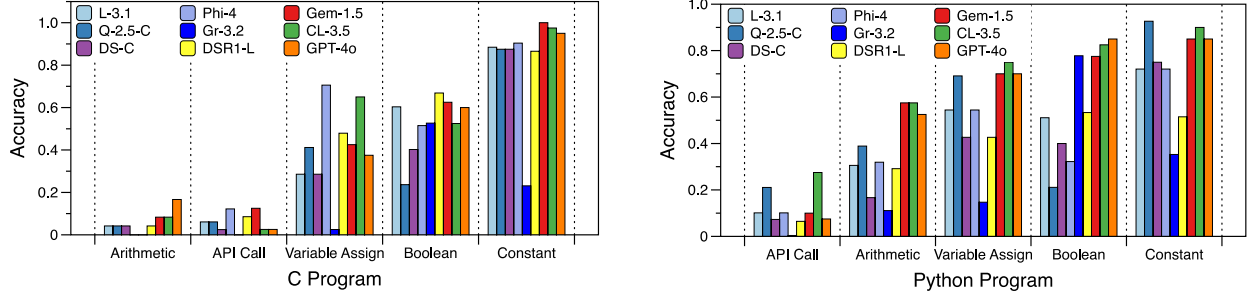 L-3.1 Phi-4 Gem-1.5
Q-2.5-C Gr-3.2 CL-3.5
DS-C DSR1-L GPT-4o
Accuracy
1.0
0.8
0.6
0.4
0.2
0
Arithmetic API Call Variable Assign Boolean Constant
C Program
L-3.1 Phi-4 Gem-1.5
Q-2.5-C Gr-3.2 CL-3.5
DS-C DSR1-L GPT-4o
Accuracy
1.0
0.8
0.6
0.4
0.2
0
API Call Arithmetic Variable Assign Boolean Constant
Python Program